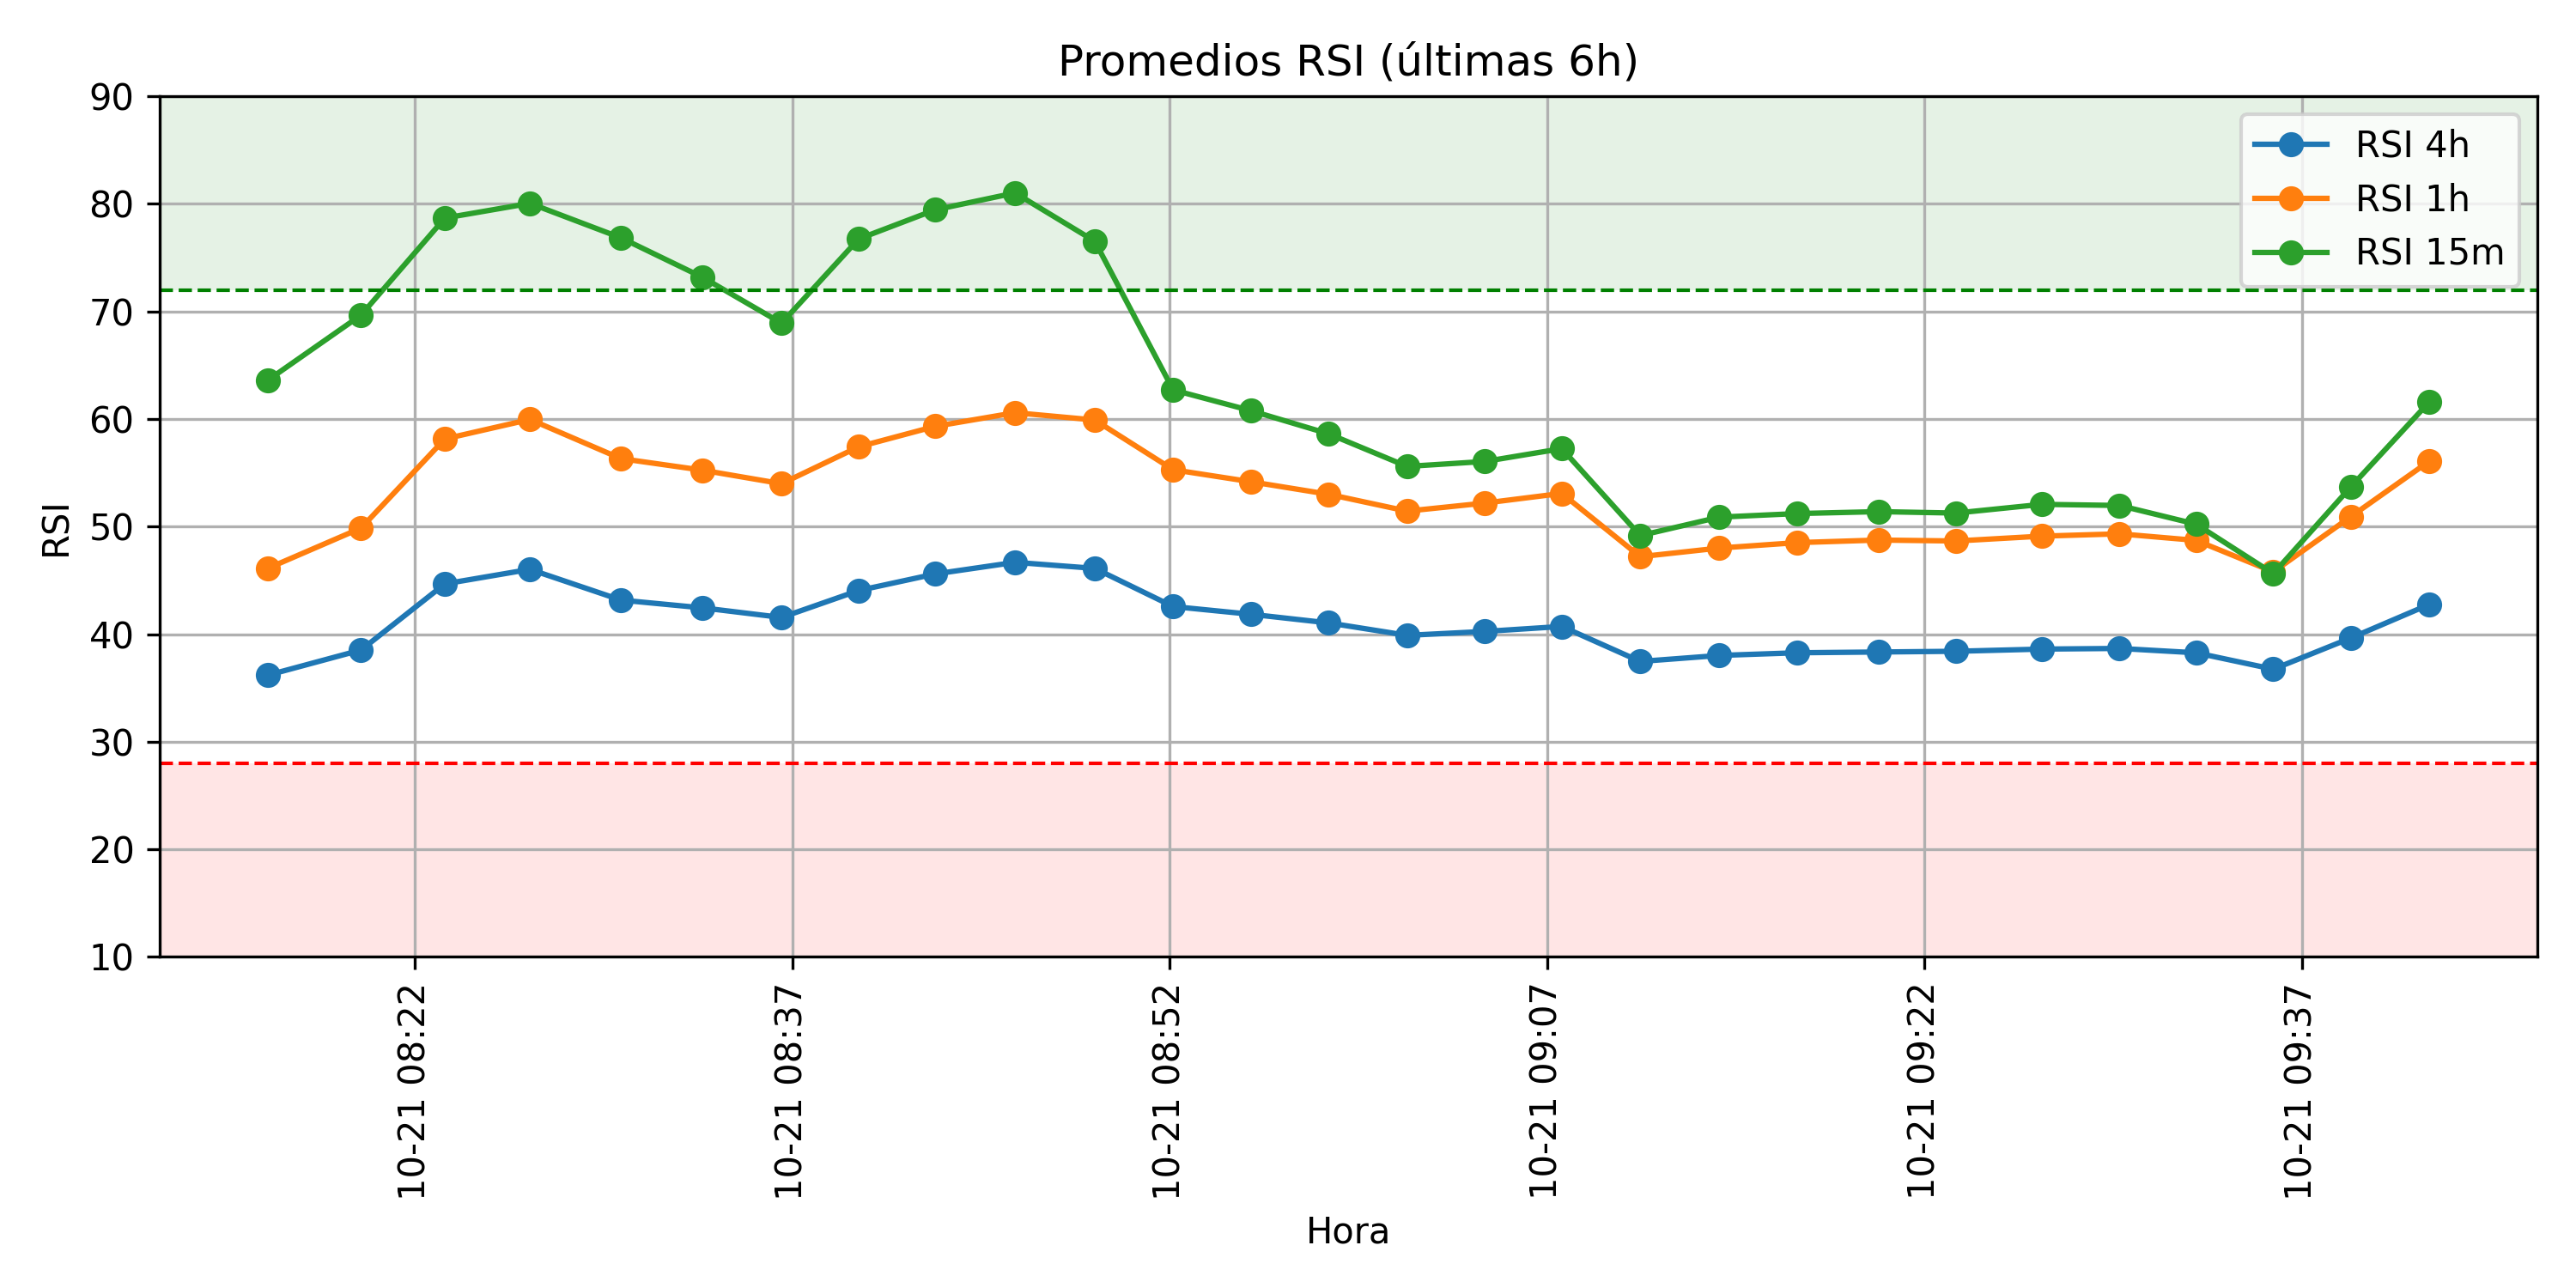 Promedios RSI (últimas 6h)
90
80
70
60
50
40
30
20
10
RSI
RSI 4h
RSI 1h
RSI 15m
10-21 08:22
10-21 08:37
10-21 08:52
10-21 09:07
10-21 09:22
10-21 09:37
Hora